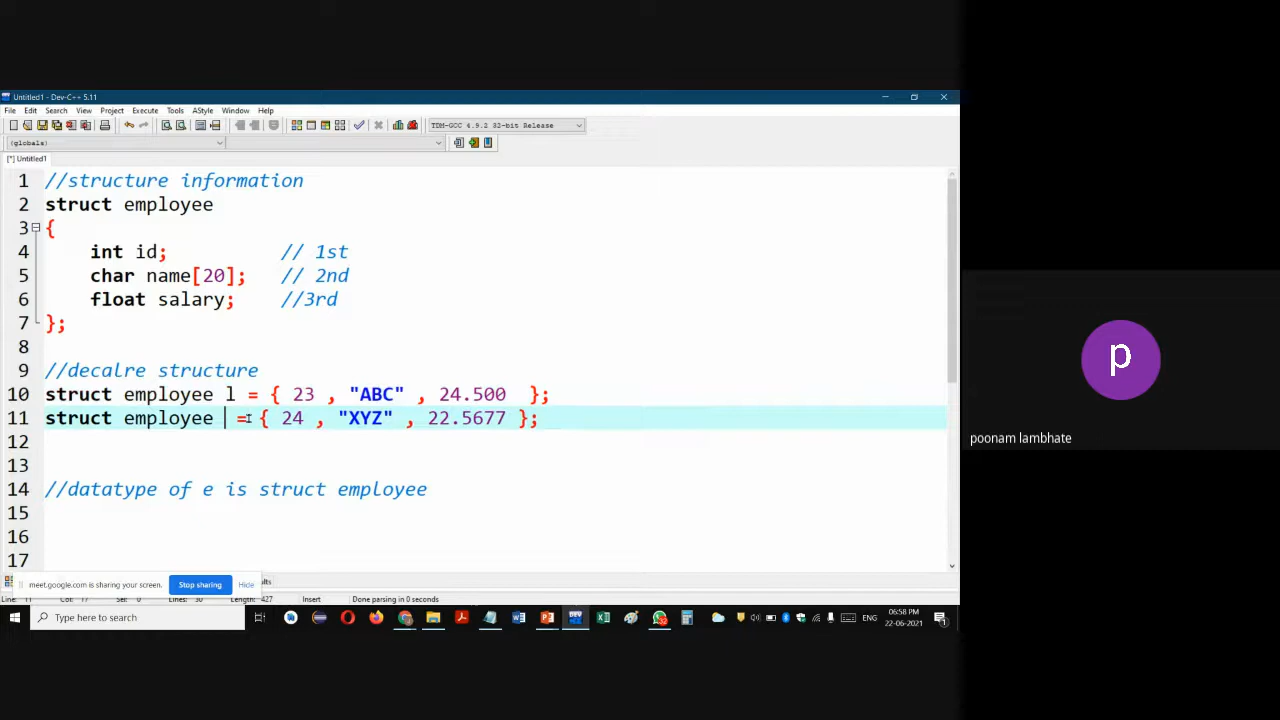 Untitled1 - Dev-C++ 5.11
File Edit Search View Project Execute Tools AStyle Window Help
TDM-GCC 4.9.2 32-bit Release
(globals)
[*] Untitled1
1 //structure information
2 struct employee
3 {
4 int id; // 1st
5 char name[20]; // 2nd
6 float salary; //3rd
7 };
8
9 //decalre structure
10 struct employee l = { 23 , "ABC" , 24.500 };
11 struct employee = { 24 , "XYZ" , 22.5677 };
12
13
14 //datatype of e is struct employee
15
16
17
meet.google.com is sharing your screen. Stop sharing Hide
Insert Done parsing in 0 seconds
Type here to search
ENG
06:58 PM
22-06-2021
p
poonam lambhate